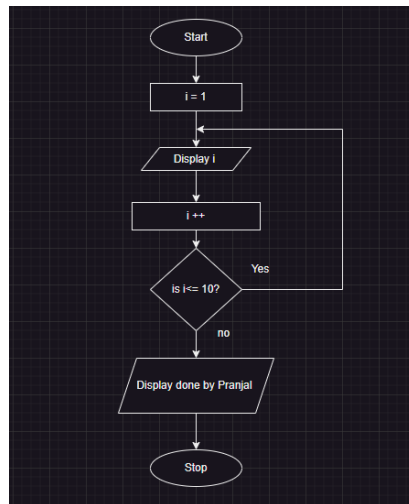 Start
i = 1
Display i
i ++
is i<= 10?
Yes
no
Display done by Pranjal
Stop